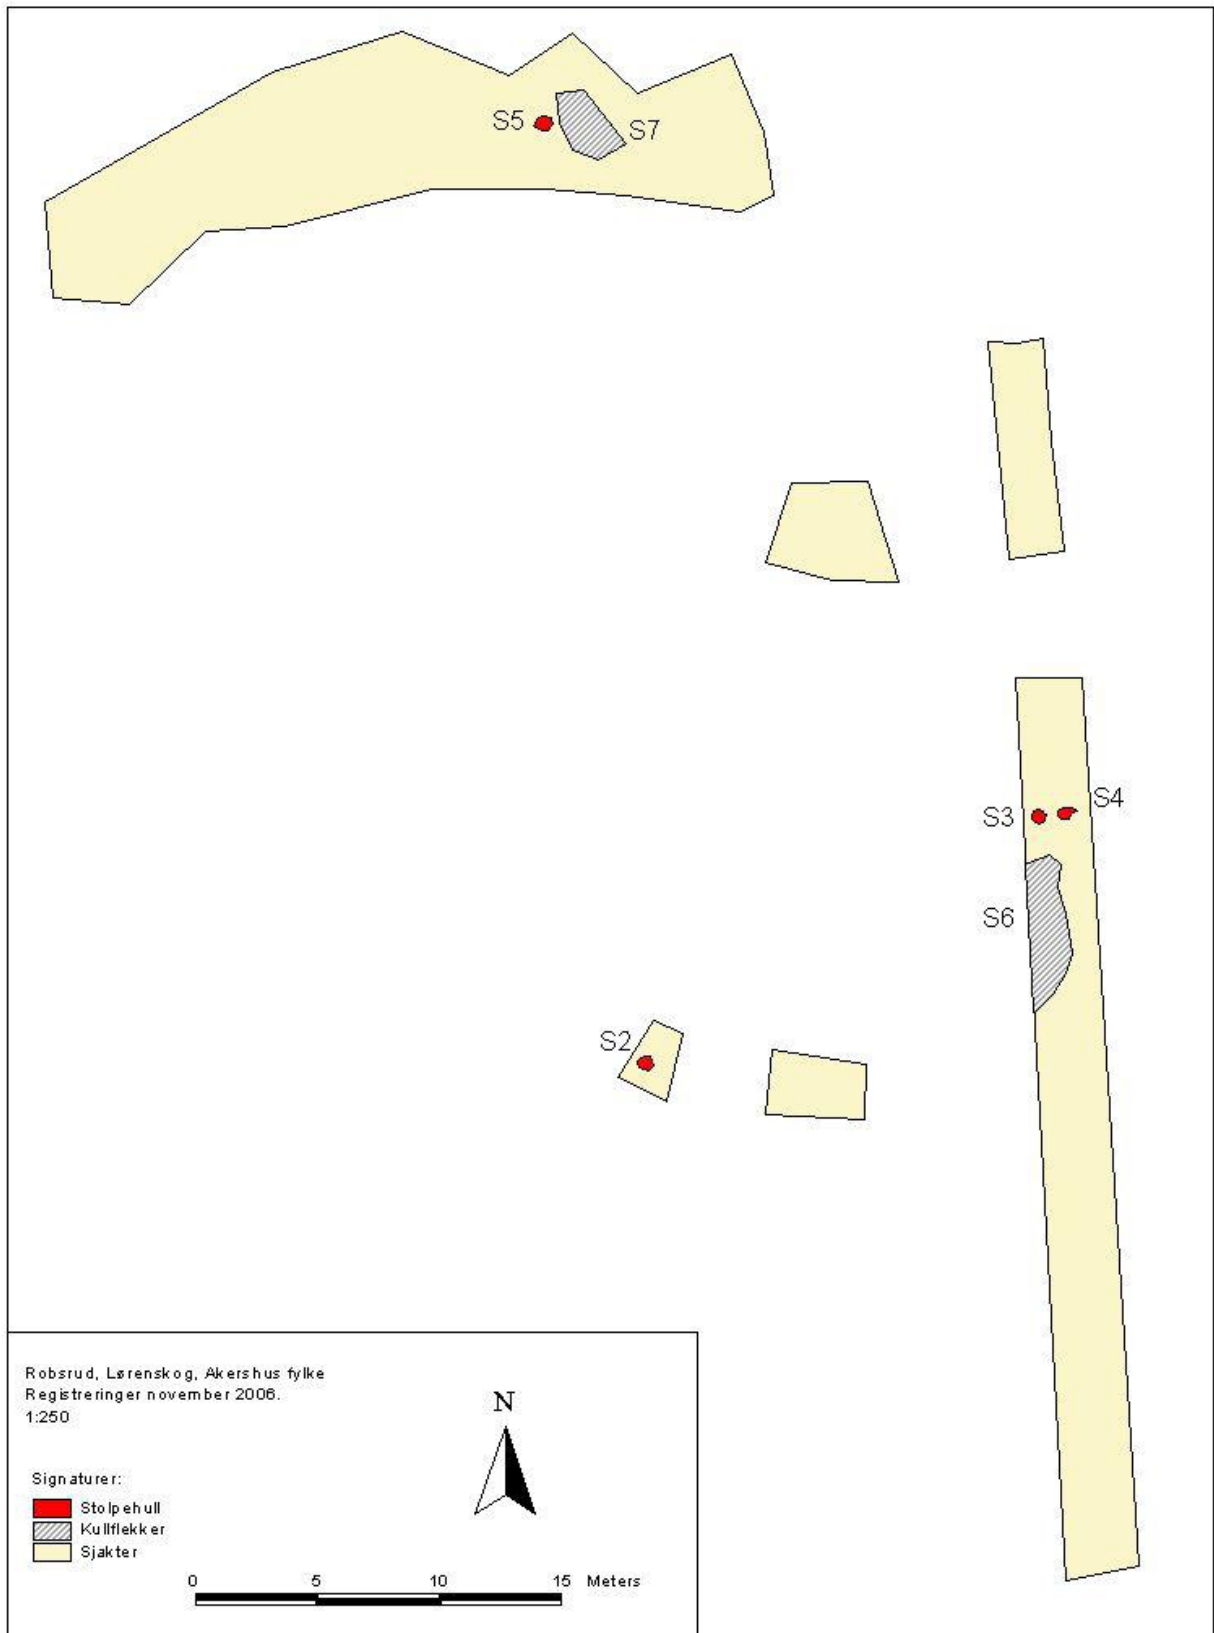 S5
S7
S3
S4
S6
S2
Robsrud, Lørenskog, Akershus fylke
Registreringer november 2006.
1:250
N
Signaturer:
Stolpehull
Kullflekker
Sjakter
0 5 10 15 Meters